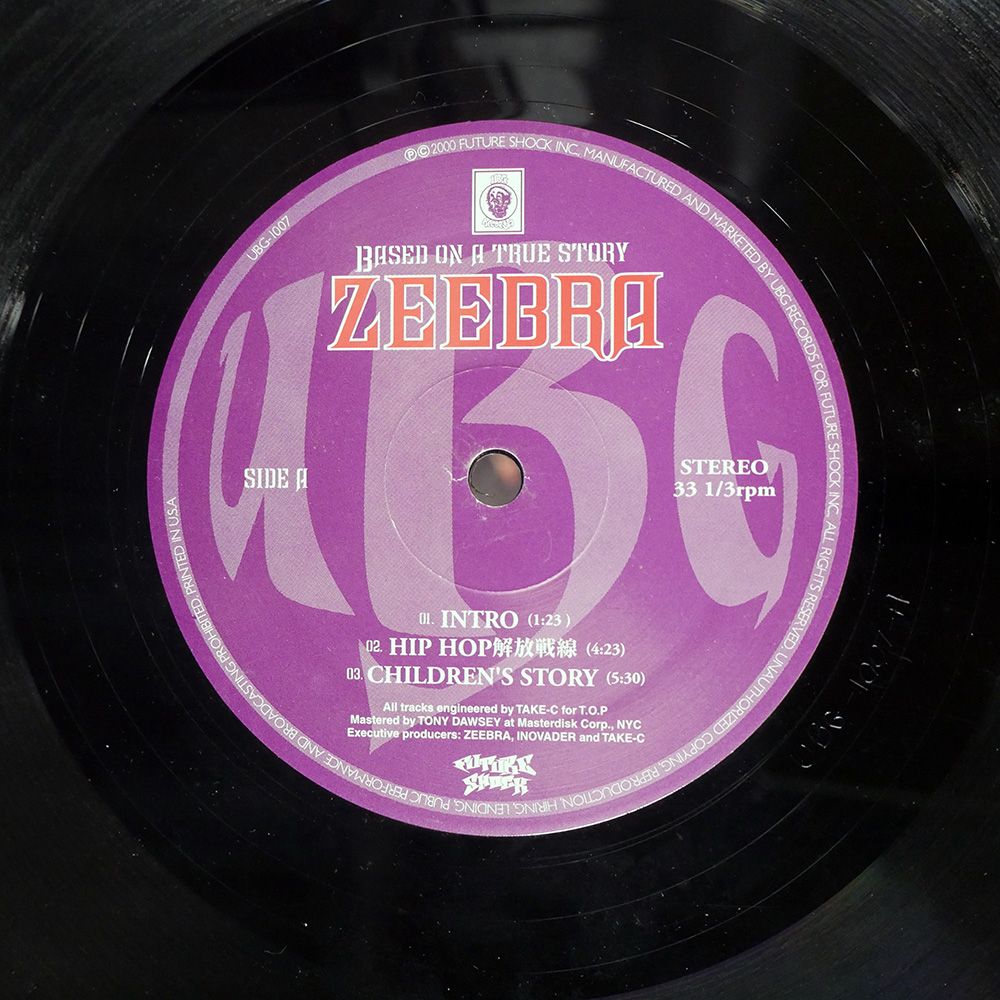 ℗© 2000 FUTURE SHOCK INC. MANUFACTURED AND MARKETED BY UBG RECORDS FOR FUTURE SHOCK INC. ALL RIGHTS RESERVED. UNAUTHORIZED COPYING, REPRODUCTION, HIRING, LENDING, PUBLIC PERFORMANCE AND BROADCASTING PROHIBITED. PRINTED IN U.S.A
UBG-1007
BASED ON A TRUE STORY
ZEEBRA
UBG
SIDE A
STEREO
33 1/3rpm
01. INTRO (1:23)
02. HIP HOP解放戦線 (4:23)
03. CHILDREN'S STORY (5:30)
All tracks engineered by TAKE-C for T.O.P
Mastered by TONY DAWSEY at Masterdisk Corp., NYC
Executive producers: ZEEBRA, INOVADER and TAKE-C
FUTURE
SHOCK